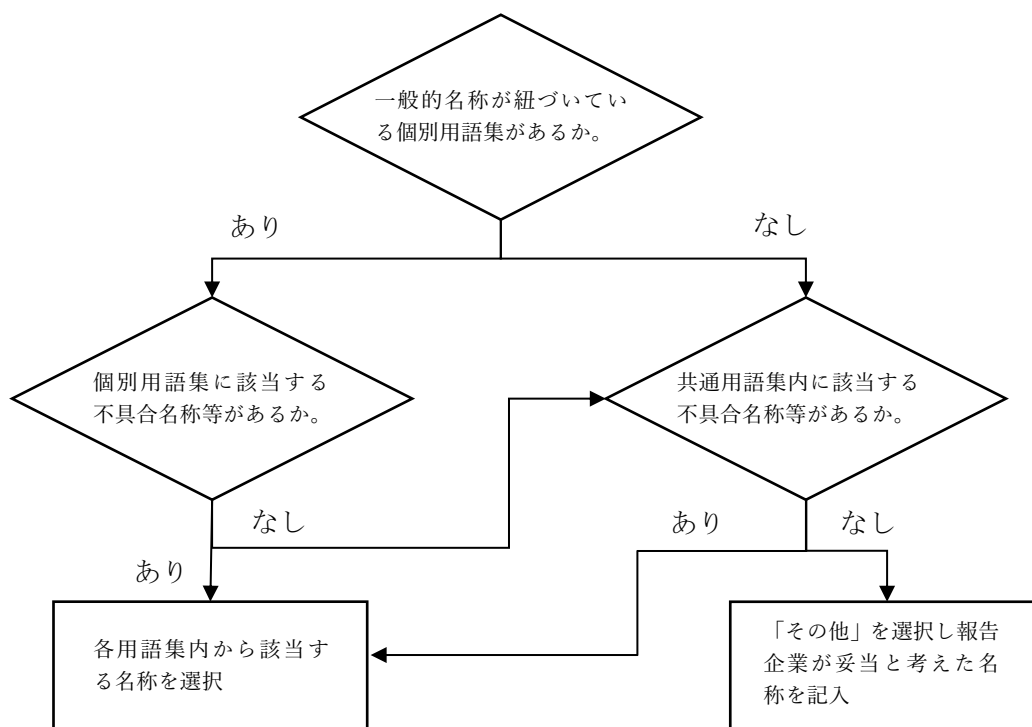 一般的名称が紐づいてい
る個別用語集があるか。
あり
なし
個別用語集に該当する
不具合名称等があるか。
共通用語集内に該当する
不具合名称等があるか。
なし
あり
あり
なし
各用語集内から該当す
る名称を選択
「その他」を選択し報告
企業が妥当と考えた名
称を記入